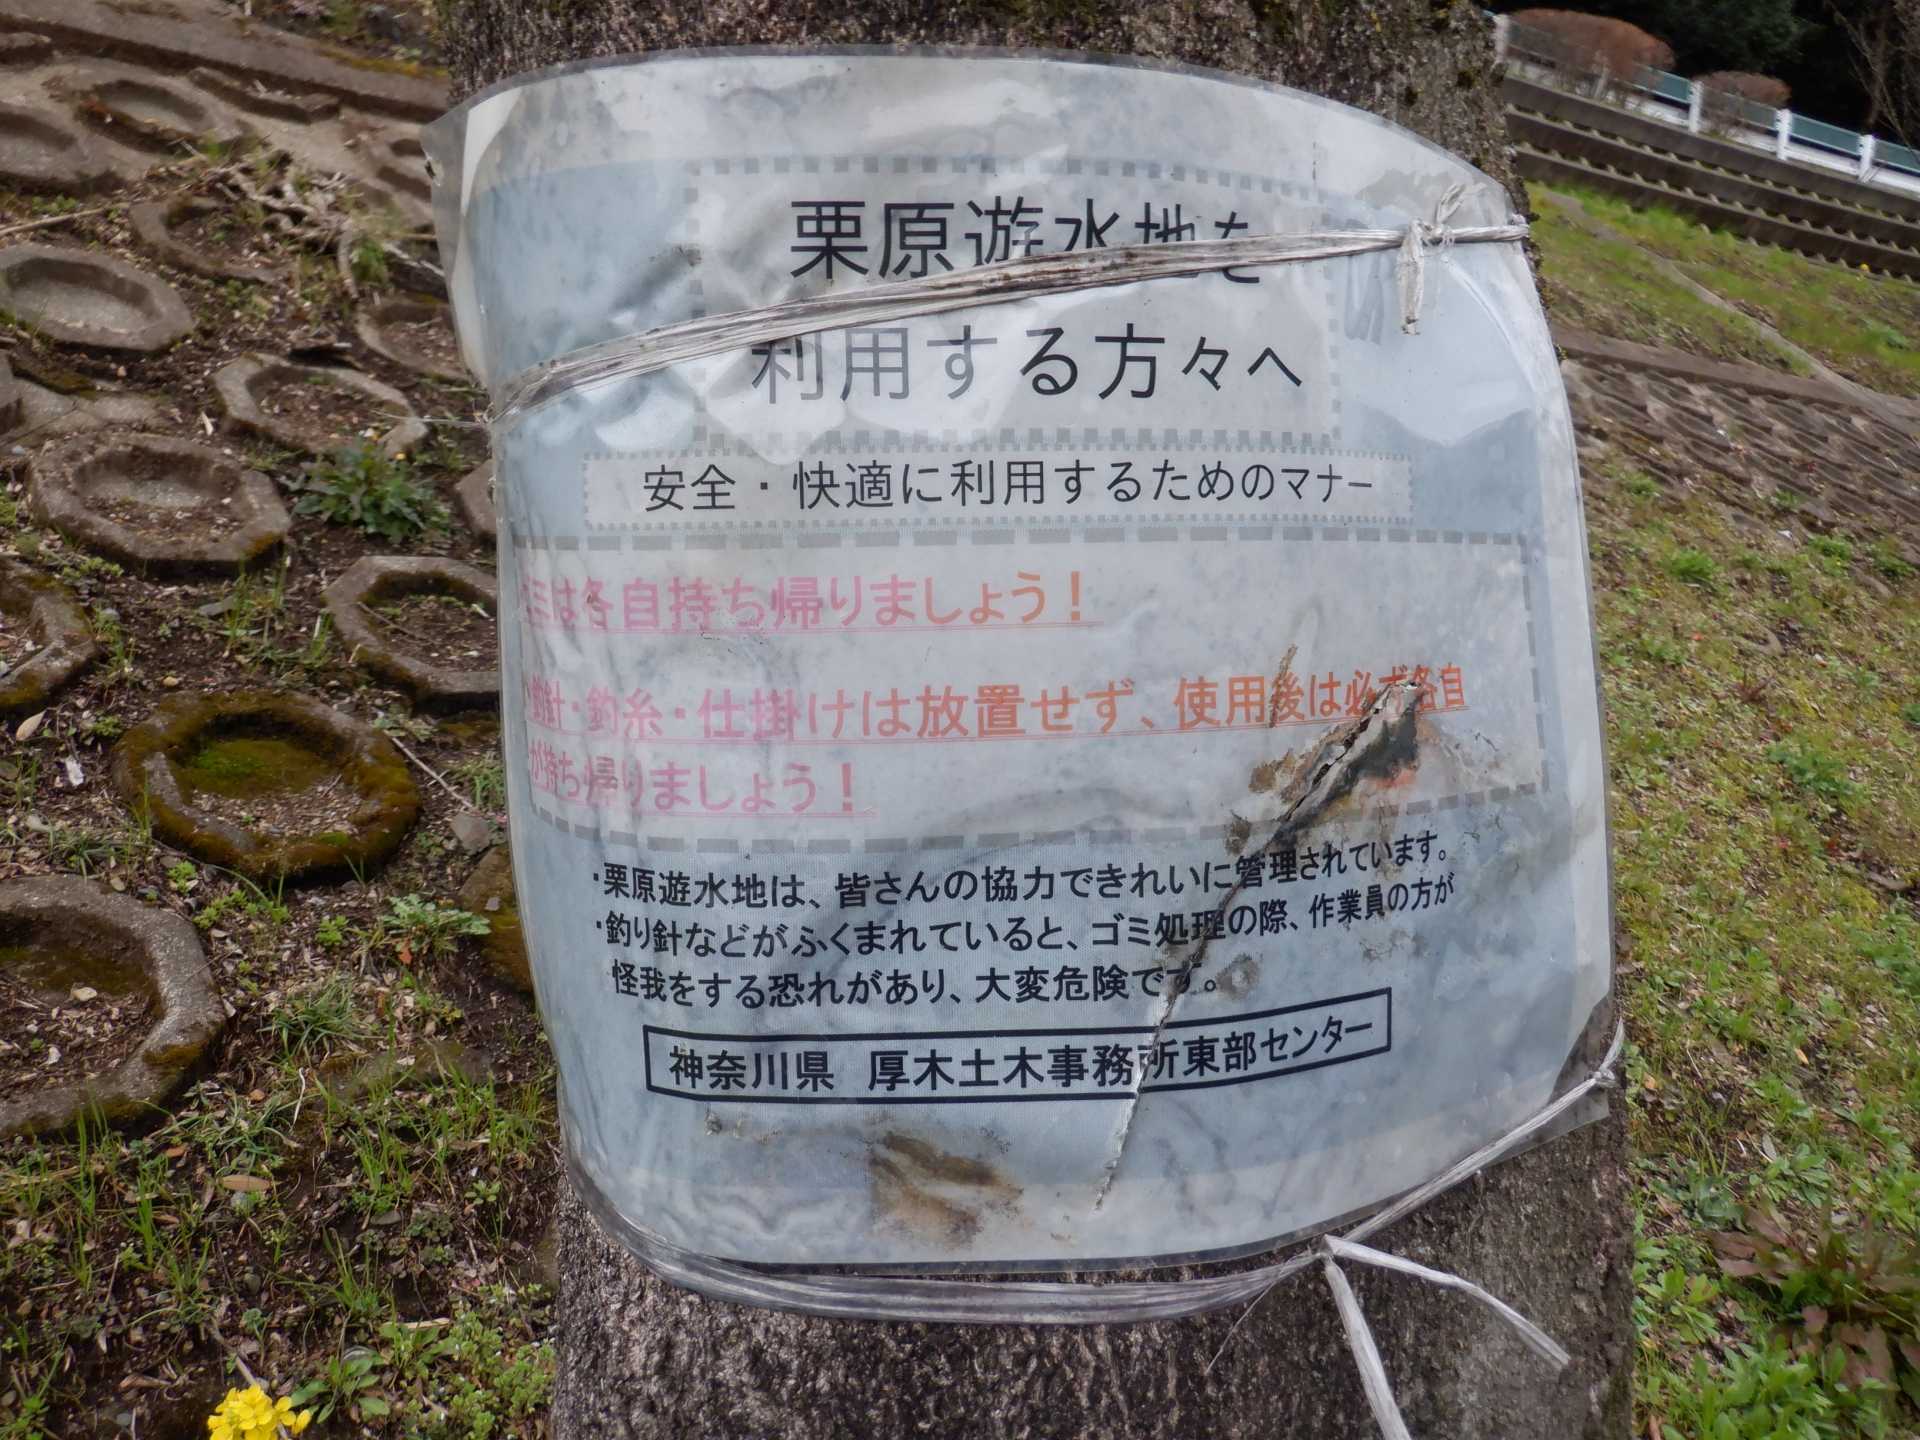 栗原遊水地を
利用する方々へ
安全・快適に利用するためのマナー
ゴミは各自持ち帰りましょう！
・釣針・釣糸・仕掛けは放置せず、使用後は必ず各自
が持ち帰りましょう！
・栗原遊水地は、皆さんの協力できれいに管理されています。
・釣り針などがふくまれていると、ゴミ処理の際、作業員の方が
怪我をする恐れがあり、大変危険です。
神奈川県 厚木土木事務所東部センター